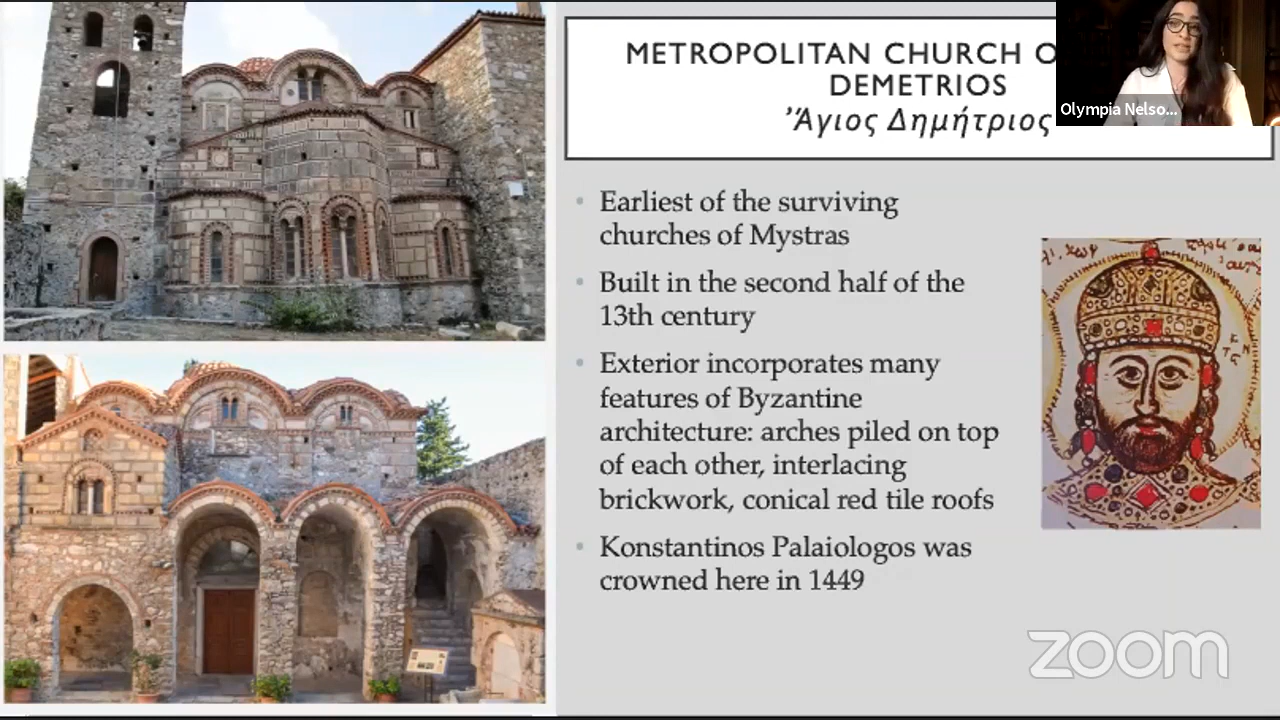 METROPOLITAN CHURCH O
DEMETRIOS
Ἅγιος Δημήτριος
Olympia Nelso...
Earliest of the surviving
churches of Mystras
Built in the second half of the
13th century
Exterior incorporates many
features of Byzantine
architecture: arches piled on top
of each other, interlacing
brickwork, conical red tile roofs
Konstantinos Palaiologos was
crowned here in 1449
zoom